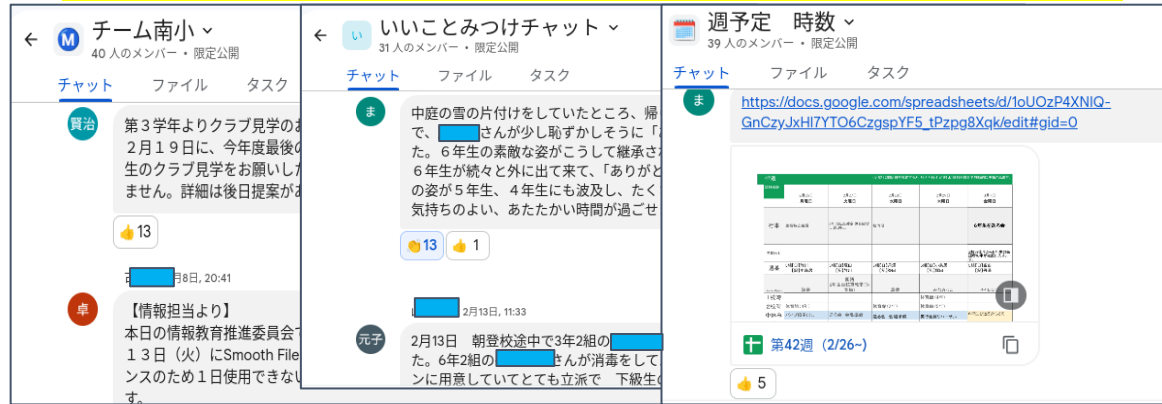 M チーム南小
40 人のメンバー・限定公開
チャット ファイル タスク
賢治
第3学年よりクラブ見学のお
2月19日に、今年度最後の
生のクラブ見学をお願いした
ません。詳細は後日提案があ
👍 13
月8日, 20:41
卓
【情報担当より】
本日の情報教育推進委員会で
13日(火)にSmooth File
ンスのため1日使用できない
す。
い いいことみつけチャット
31 人のメンバー・限定公開
チャット ファイル タスク
ま
中庭の雪の片付けをしていたところ、帰
で、 さんが少し恥ずかしそうに「
た。6年生の素敵な姿がこうして継承さ
6年生が続々と外に出て来て、「ありがと
の姿が5年生、4年生にも波及し、たく
気持ちのよい、あたたかい時間が過ごせ
👏 13 👍 1
2月13日, 11:33
元子
2月13日 朝登校途中で3年2組の
た。6年2組の さんが消毒をして
ンに用意していてとても立派で 下級生の
週予定 時数
39 人のメンバー・限定公開
チャット ファイル タスク
ま
https://docs.google.com/spreadsheets/d/1oUOzP4XNIQ-
GnCzyJxHl7YTO6CzgspYF5_tPzpg8Xqk/edit#gid=0
月曜日 火曜日 水曜日 木曜日 金曜日
第42週(2/26~)
👍 5